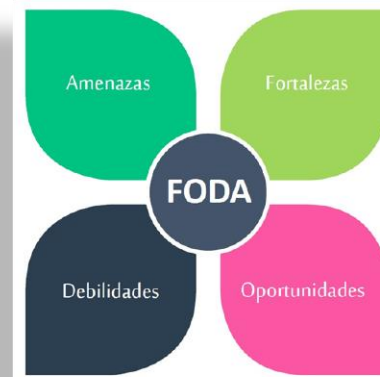 Amenazas
Fortalezas
FODA
Debilidades
Oportunidades